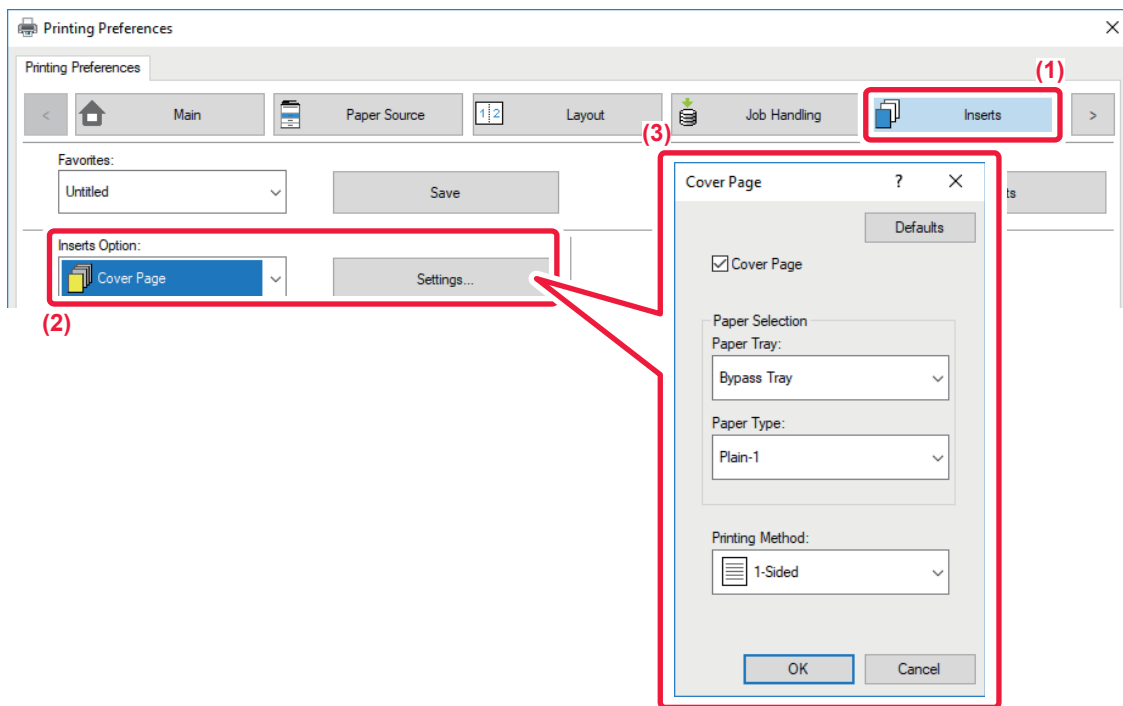 Printing Preferences
Printing Preferences
(1)
< Main Paper Source 1 2 Layout Job Handling Inserts >
(3)
Favorites:
Untitled Save ts
Inserts Option:
Cover Page Settings...
(2)
Cover Page ?
Defaults
Cover Page
Paper Selection
Paper Tray:
Bypass Tray
Paper Type:
Plain-1
Printing Method:
1-Sided
OK Cancel